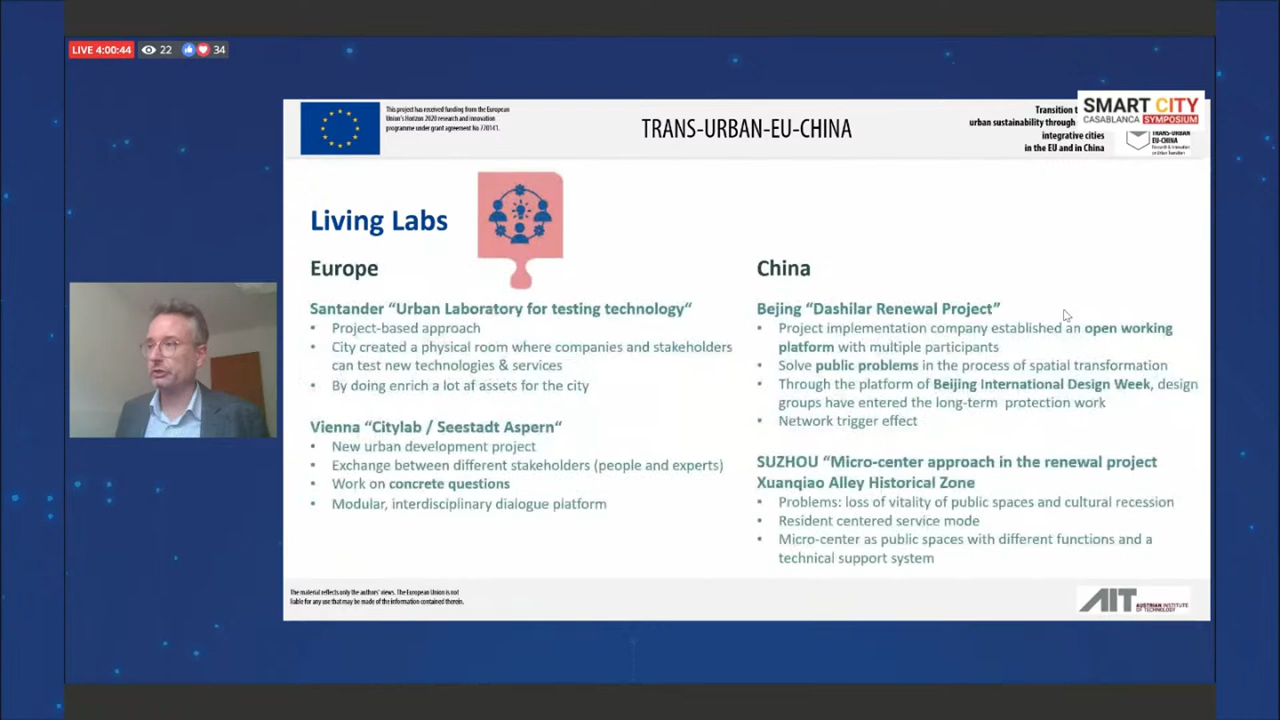 LIVE 4:00:44
22
34
This project has received funding from the European
Union's Horizon 2020 research and innovation
programme under grant agreement No 770141.
TRANS-URBAN-EU-CHINA
Transition t
urban sustainability through
integrative cities
in the EU and in China
SMART CITY
CASABLANCA SYMPOSIUM
TRANS-URBAN
EU-CHINA
Living Labs
Europe
Santander “Urban Laboratory for testing technology“
• Project-based approach
• City created a physical room where companies and stakeholders
can test new technologies & services
• By doing enrich a lot af assets for the city
Vienna “Citylab / Seestadt Aspern“
• New urban development project
• Exchange between different stakeholders (people and experts)
• Work on concrete questions
• Modular, interdisciplinary dialogue platform
China
Bejing “Dashilar Renewal Project”
• Project implementation company established an open working
platform with multiple participants
• Solve public problems in the process of spatial transformation
• Through the platform of Beijing International Design Week, design
groups have entered the long-term protection work
• Network trigger effect
SUZHOU “Micro-center approach in the renewal project
Xuanqiao Alley Historical Zone
• Problems: loss of vitality of public spaces and cultural recession
• Resident centered service mode
• Micro-center as public spaces with different functions and a
technical support system
The material reflects only the authors' views. The European Union is not
liable for any use that may be made of the information contained therein.
AIT
AUSTRIAN INSTITUTE
OF TECHNOLOGY